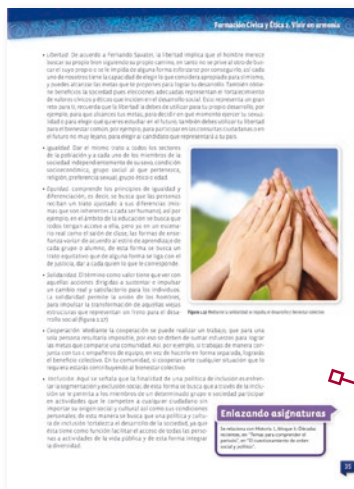 Formación Cívica y Ética 2. Vivir en armonía
• Libertad: De acuerdo a Fernando Savater, la libertad implica que el hombre merece
buscar su propio bien siguiendo su propio camino, en tanto no se prive al otro de bus-
car el suyo propio o se le impida de alguna forma esforzarse por conseguirlo, así cada
uno de nosotros tiene la capacidad de elegir lo que considera apropiado para sí mismo,
y puedes alcanzar las metas que te propones para lograr tu desarrollo. También obtie-
ne beneficios la sociedad pues elecciones adecuadas representan el fortalecimiento
de valores cívicos y éticos que inciden en el desarrollo social. Esto representa un gran
reto para ti, recuerda que la libertad la debes de utilizar para tu propio desarrollo, por
ejemplo para que alcances tus metas, para decidir en qué momento ejercer tu sexua-
lidad o para elegir qué quieres estudiar en el futuro, también debes utilizar tu libertad
para el bienestar común, por ejemplo, para participar en las consultas ciudadanas o en
el futuro no muy lejano, para elegir al candidato que representará a tu país.
• Igualdad: Dar el mismo trato a todos los sectores
de la población y a cada uno de los miembros de la
sociedad independientemente de su sexo, condición
socioeconómica, grupo social al que pertenezca,
religión, preferencia sexual, grupo étnico o edad.
• Equidad: comprende los principios de igualdad y
diferenciación, es decir, se busca que las personas
reciban un trato ajustado a sus diferencias (mis-
mas que son inherentes a cada ser humano), así por
ejemplo, en el ámbito de la educación se busca que
todos tengan acceso a ella, pero ya en un escena-
rio real como el salón de clase, las formas de ense-
ñanza varían de acuerdo al estilo de aprendizaje de
cada grupo o alumno, de esta forma se busca un
trato equitativo que de alguna forma se liga con el
de justicia, dar a cada quien lo que le corresponde.
• Solidaridad: El término como valor tiene que ver con
aquellas acciones dirigidas a sustentar e impulsar
un cambio real y satisfactorio para los individuos.
La solidaridad permite la unión de los hombres,
para impulsar la transformación de aquellas viejas
estructuras que representan un freno para el desa-
rrollo social (figura 1.17).
Figura 1.17 Mediante la solidaridad se impulsa el desarrollo y bienestar colectivo
• Cooperación: Mediante la cooperación se puede realizar un trabajo, que para una
sola persona resultaría imposible, por eso se deben de sumar esfuerzos para lograr
las metas que comparte una comunidad. Así, por ejemplo, si trabajas de manera con-
junta con tus compañeros de equipo, en vez de hacerlo en forma separada, lograrás
el beneficio colectivo. En tu comunidad, si cooperas ante cualquier situación que lo
requiera estarás contribuyendo al bienestar colectivo.
• Inclusión: Aquí se señala que la finalidad de una política de inclusión es enfren-
tar la segmentación y exclusión social, de esta forma se busca que a través de la inclu-
sión se le permita a los miembros de un determinado grupo o sociedad participar
en actividades que le competen a cualquier ciudadano sin
importar su origen social y cultural así como sus condiciones
personales; de esta manera se busca que una política y cultu-
ra de inclusión fortalezca el desarrollo de la sociedad, ya que
ésta tiene como función facilitar el acceso de todas las perso-
nas a actividades de la vida pública y de esta forma integrar
la diversidad.
Enlazando asignaturas
Se relaciona con Historia 1, bloque 5 (Décadas
recientes), en "Temas para comprender el
periodo", en "El cuestionamiento de orden
social y político".
35